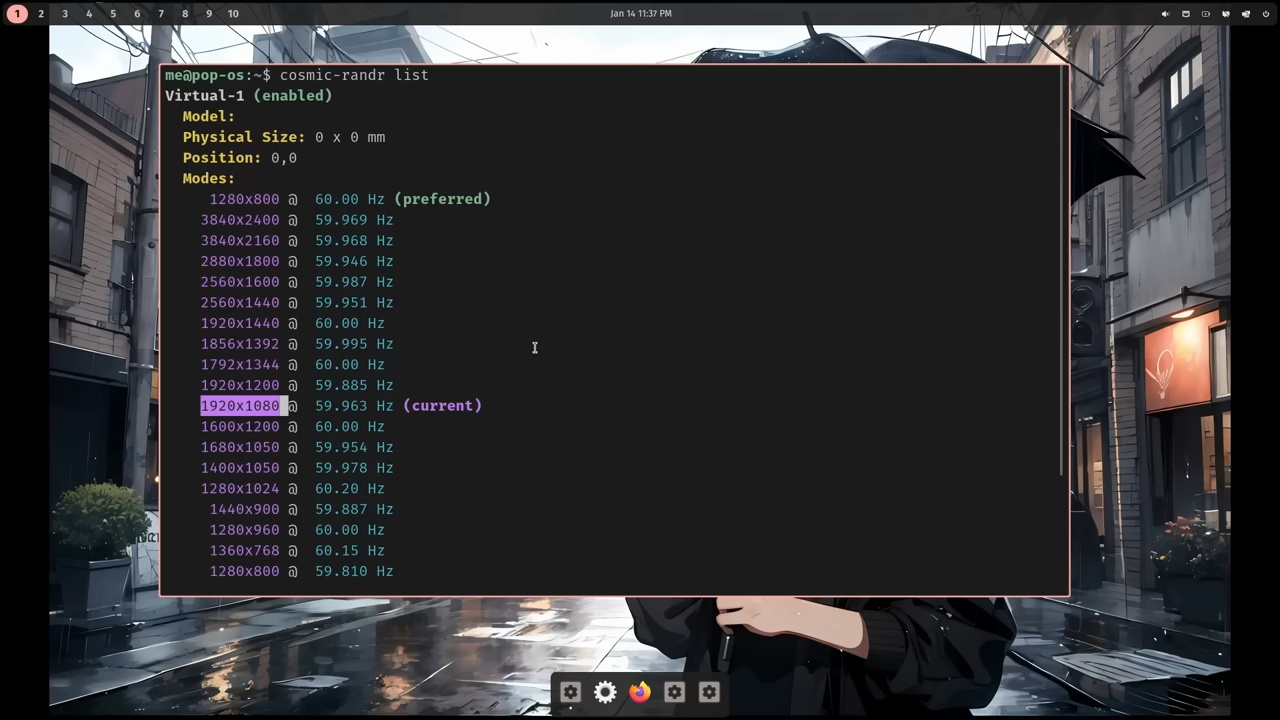 1 2 3 4 5 6 7 8 9 10 Jan 14 11:37 PM
me@pop-os:~$ cosmic-randr list
Virtual-1 (enabled)
Model:
Physical Size: 0 x 0 mm
Position: 0,0
Modes:
1280x800 @ 60.00 Hz (preferred)
3840x2400 @ 59.969 Hz
3840x2160 @ 59.968 Hz
2880x1800 @ 59.946 Hz
2560x1600 @ 59.987 Hz
2560x1440 @ 59.951 Hz
1920x1440 @ 60.00 Hz
1856x1392 @ 59.995 Hz
1792x1344 @ 60.00 Hz
1920x1200 @ 59.885 Hz
1920x1080 @ 59.963 Hz (current)
1600x1200 @ 60.00 Hz
1680x1050 @ 59.954 Hz
1400x1050 @ 59.978 Hz
1280x1024 @ 60.20 Hz
1440x900 @ 59.887 Hz
1280x960 @ 60.00 Hz
1360x768 @ 60.15 Hz
1280x800 @ 59.810 Hz